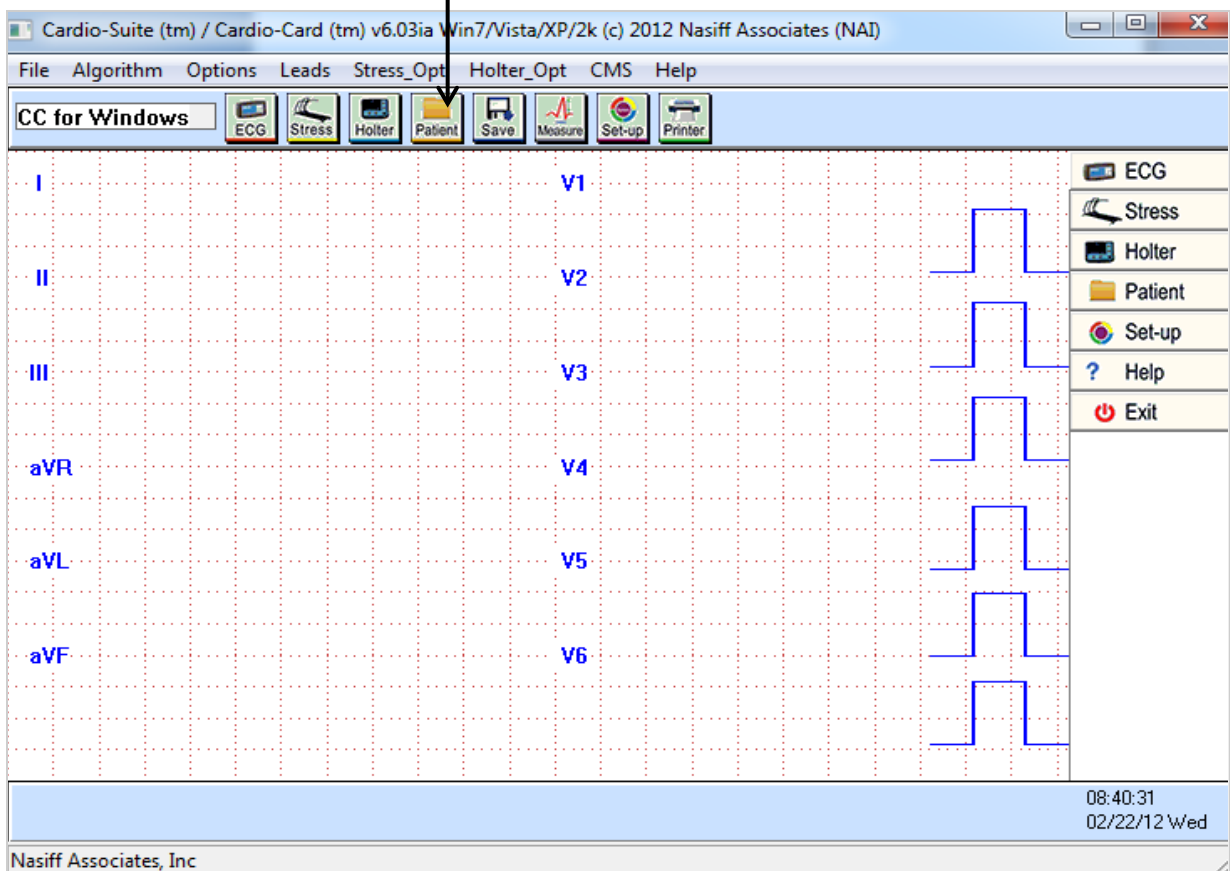 Cardio-Suite (tm) / Cardio-Card (tm) v6.03ia Win7/Vista/XP/2k (c) 2012 Nasiff Associates (NAI)
File Algorithm Options Leads Stress_Opt Holter_Opt CMS Help
CC for Windows ECG Stress Holter Patient Save Measure Set-up Printer
I V1
II V2
III V3
aVR V4
aVL V5
aVF V6
ECG
Stress
Holter
Patient
Set-up
? Help
Exit
08:40:31
02/22/12 Wed
Nasiff Associates, Inc